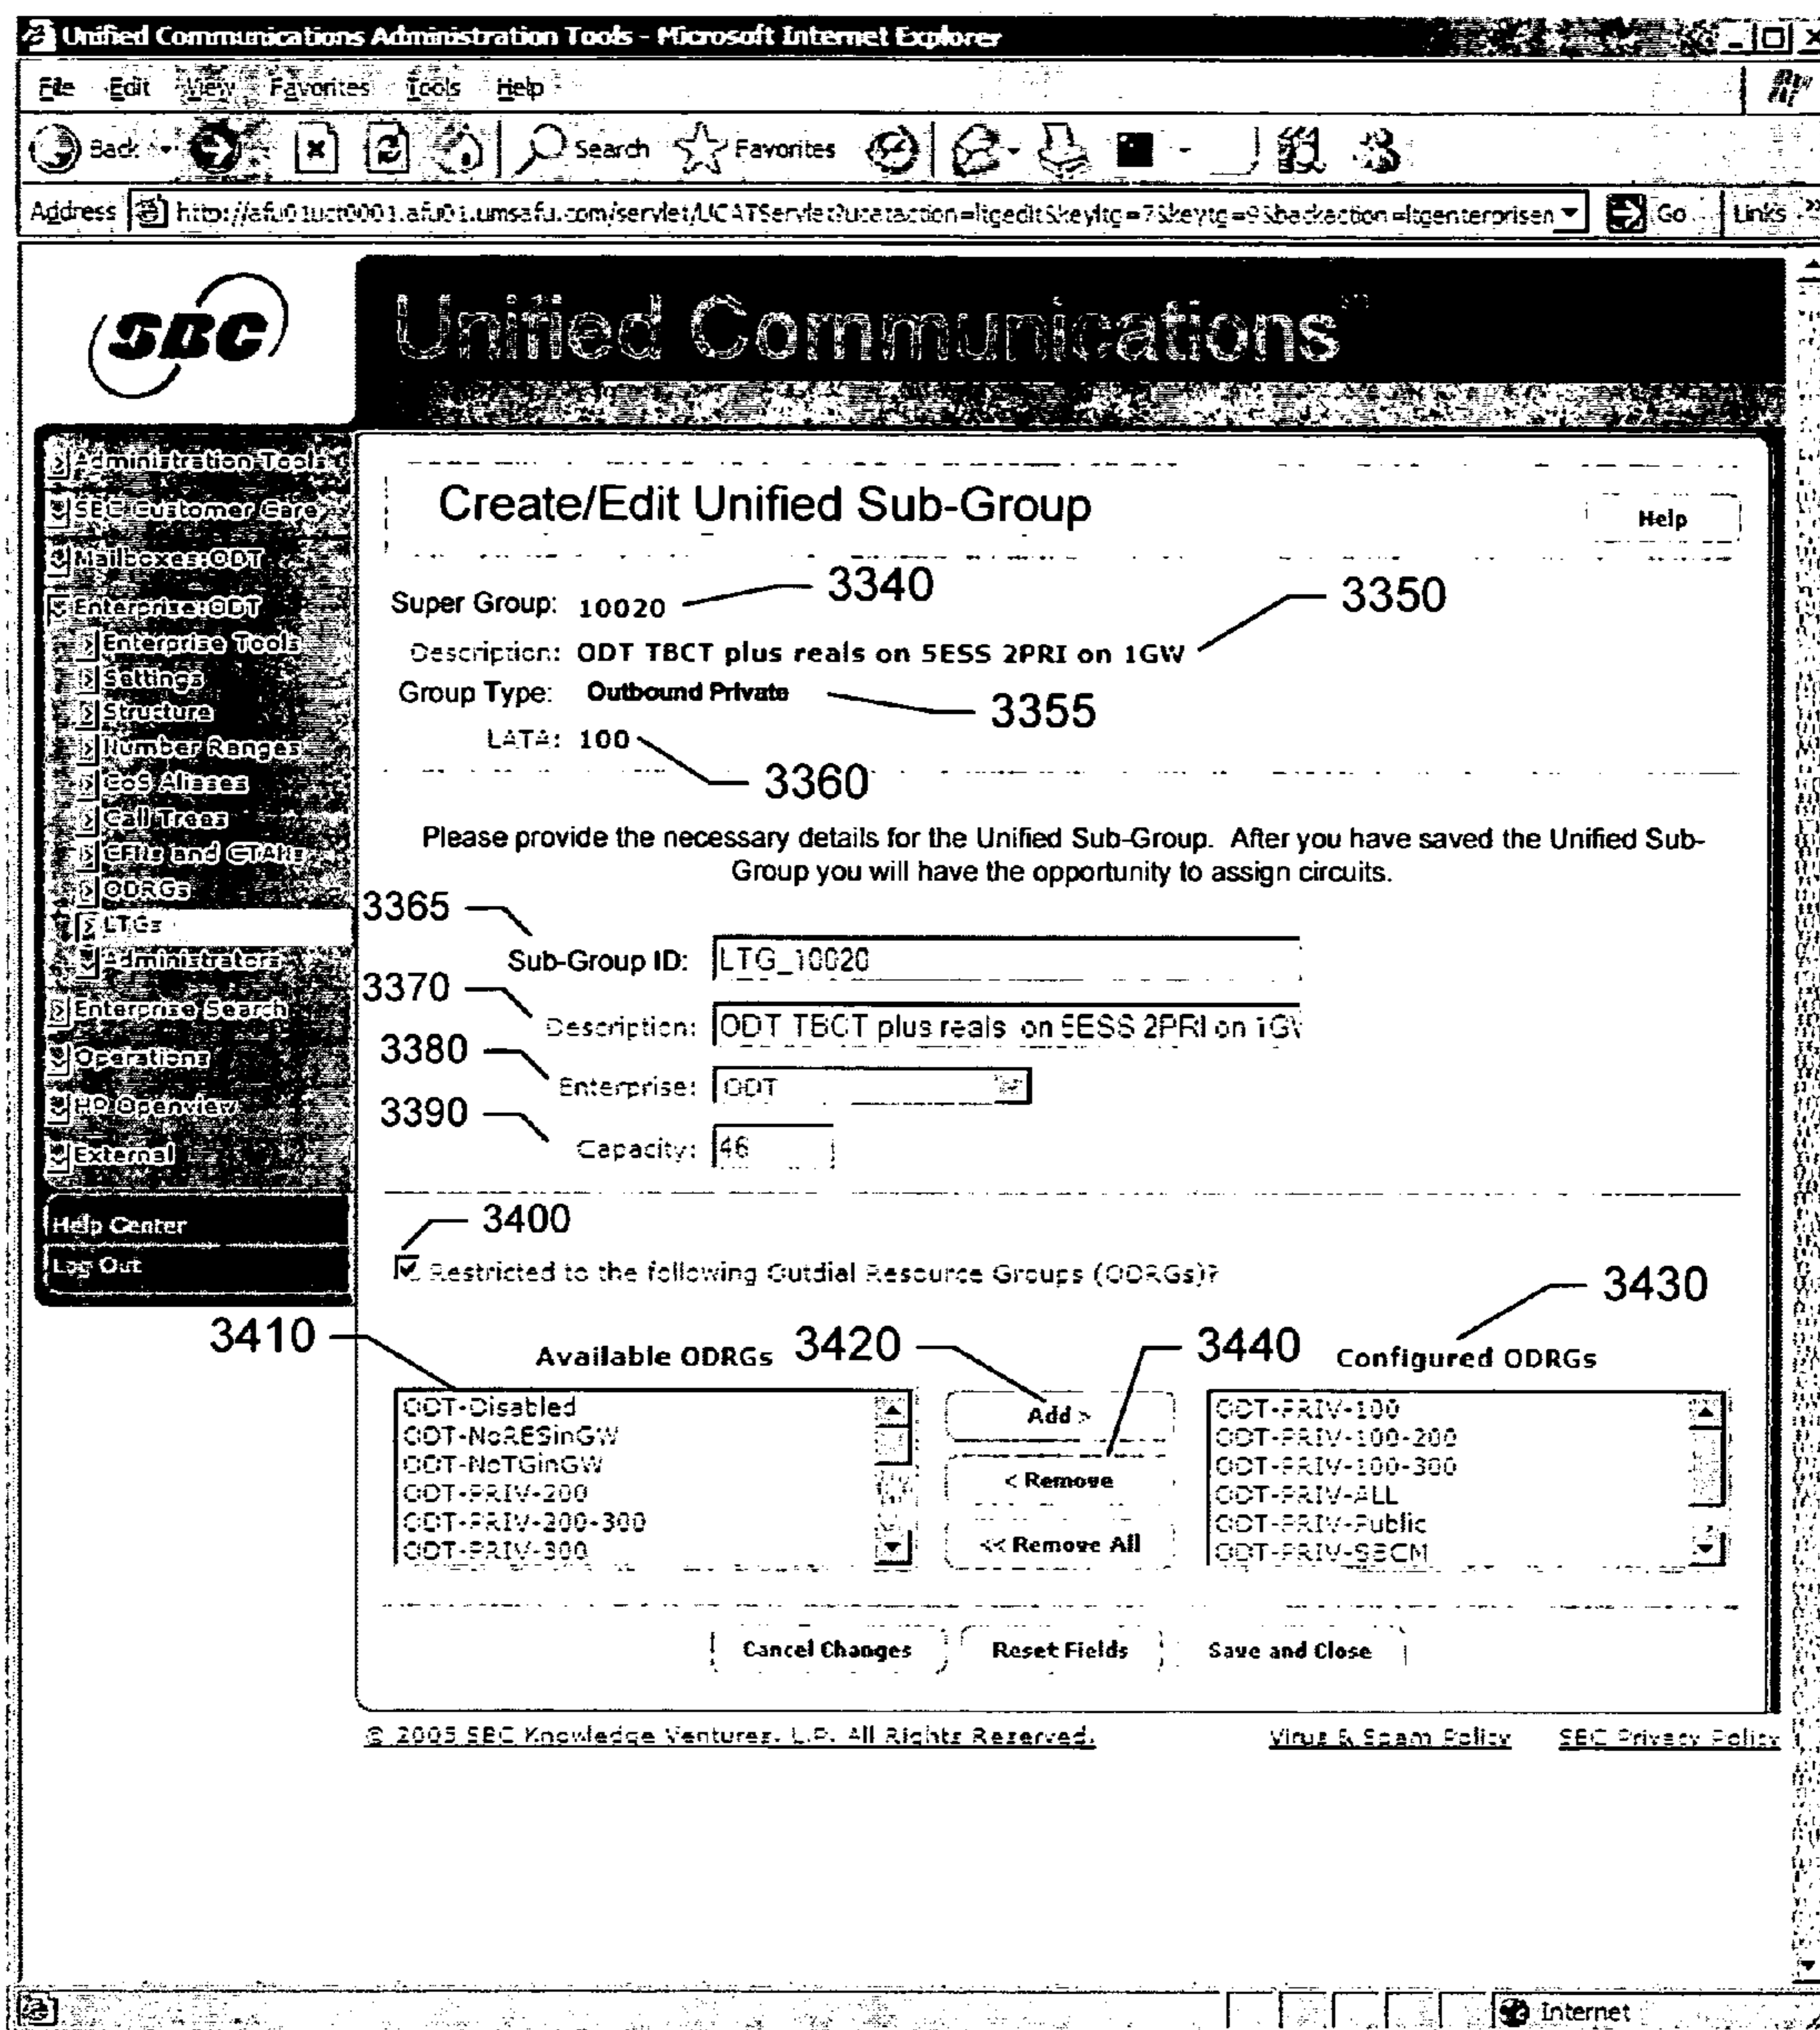 Unified Communications Administration Tools - Microsoft Internet Explorer
File Edit View Favorites Tools Help
Back Search Favorites
Address Go Links »
SBC
Unified Communications
Administration Tools
SBC Customer Care
Mailboxes:ODT
Enterprise:ODT
Enterprise Tools
Settings
Structure
Number Ranges
CoS Aliases
Call Trees
and
ODRGs
LTGs
Administrators
Enterprise Search
Operations
HP Openview
External
Help Center
Log Out
Create/Edit Unified Sub-Group
Help
Super Group: 10020
3340
3350
Description: ODT TBCT plus reals on 5ESS 2PRI on 1GW
Group Type: Outbound Private
3355
LATA: 100
3360
Please provide the necessary details for the Unified Sub-Group. After you have saved the Unified Sub-
Group you will have the opportunity to assign circuits.
3365
Sub-Group ID: LTG_10020
3370
Description: ODT TBCT plus reals on 5ESS 2PRI on
3380
Enterprise: ODT
3390
Capacity: 46
3400
Restricted to the following Outdial Resource Groups (ODRGs)?
3410
Available ODRGs
3420
3440
3430
Configured ODRGs
ODT-Disabled
ODT-NoRESinGW
ODT-NoTGinGW
ODT-PRIV-200
ODT-PRIV-200-300
ODT-PRIV-300
Add >
< Remove
<< Remove All
ODT-PRIV-100
ODT-PRIV-100-200
ODT-PRIV-100-300
ODT-PRIV-ALL
ODT-PRIV-Public
ODT-PRIV-SBCM
Cancel Changes
Reset Fields
Save and Close
© 2005 SBC Knowledge Ventures, L.P. All Rights Reserved.
Virus & Spam Policy
SBC Privacy Policy
Internet